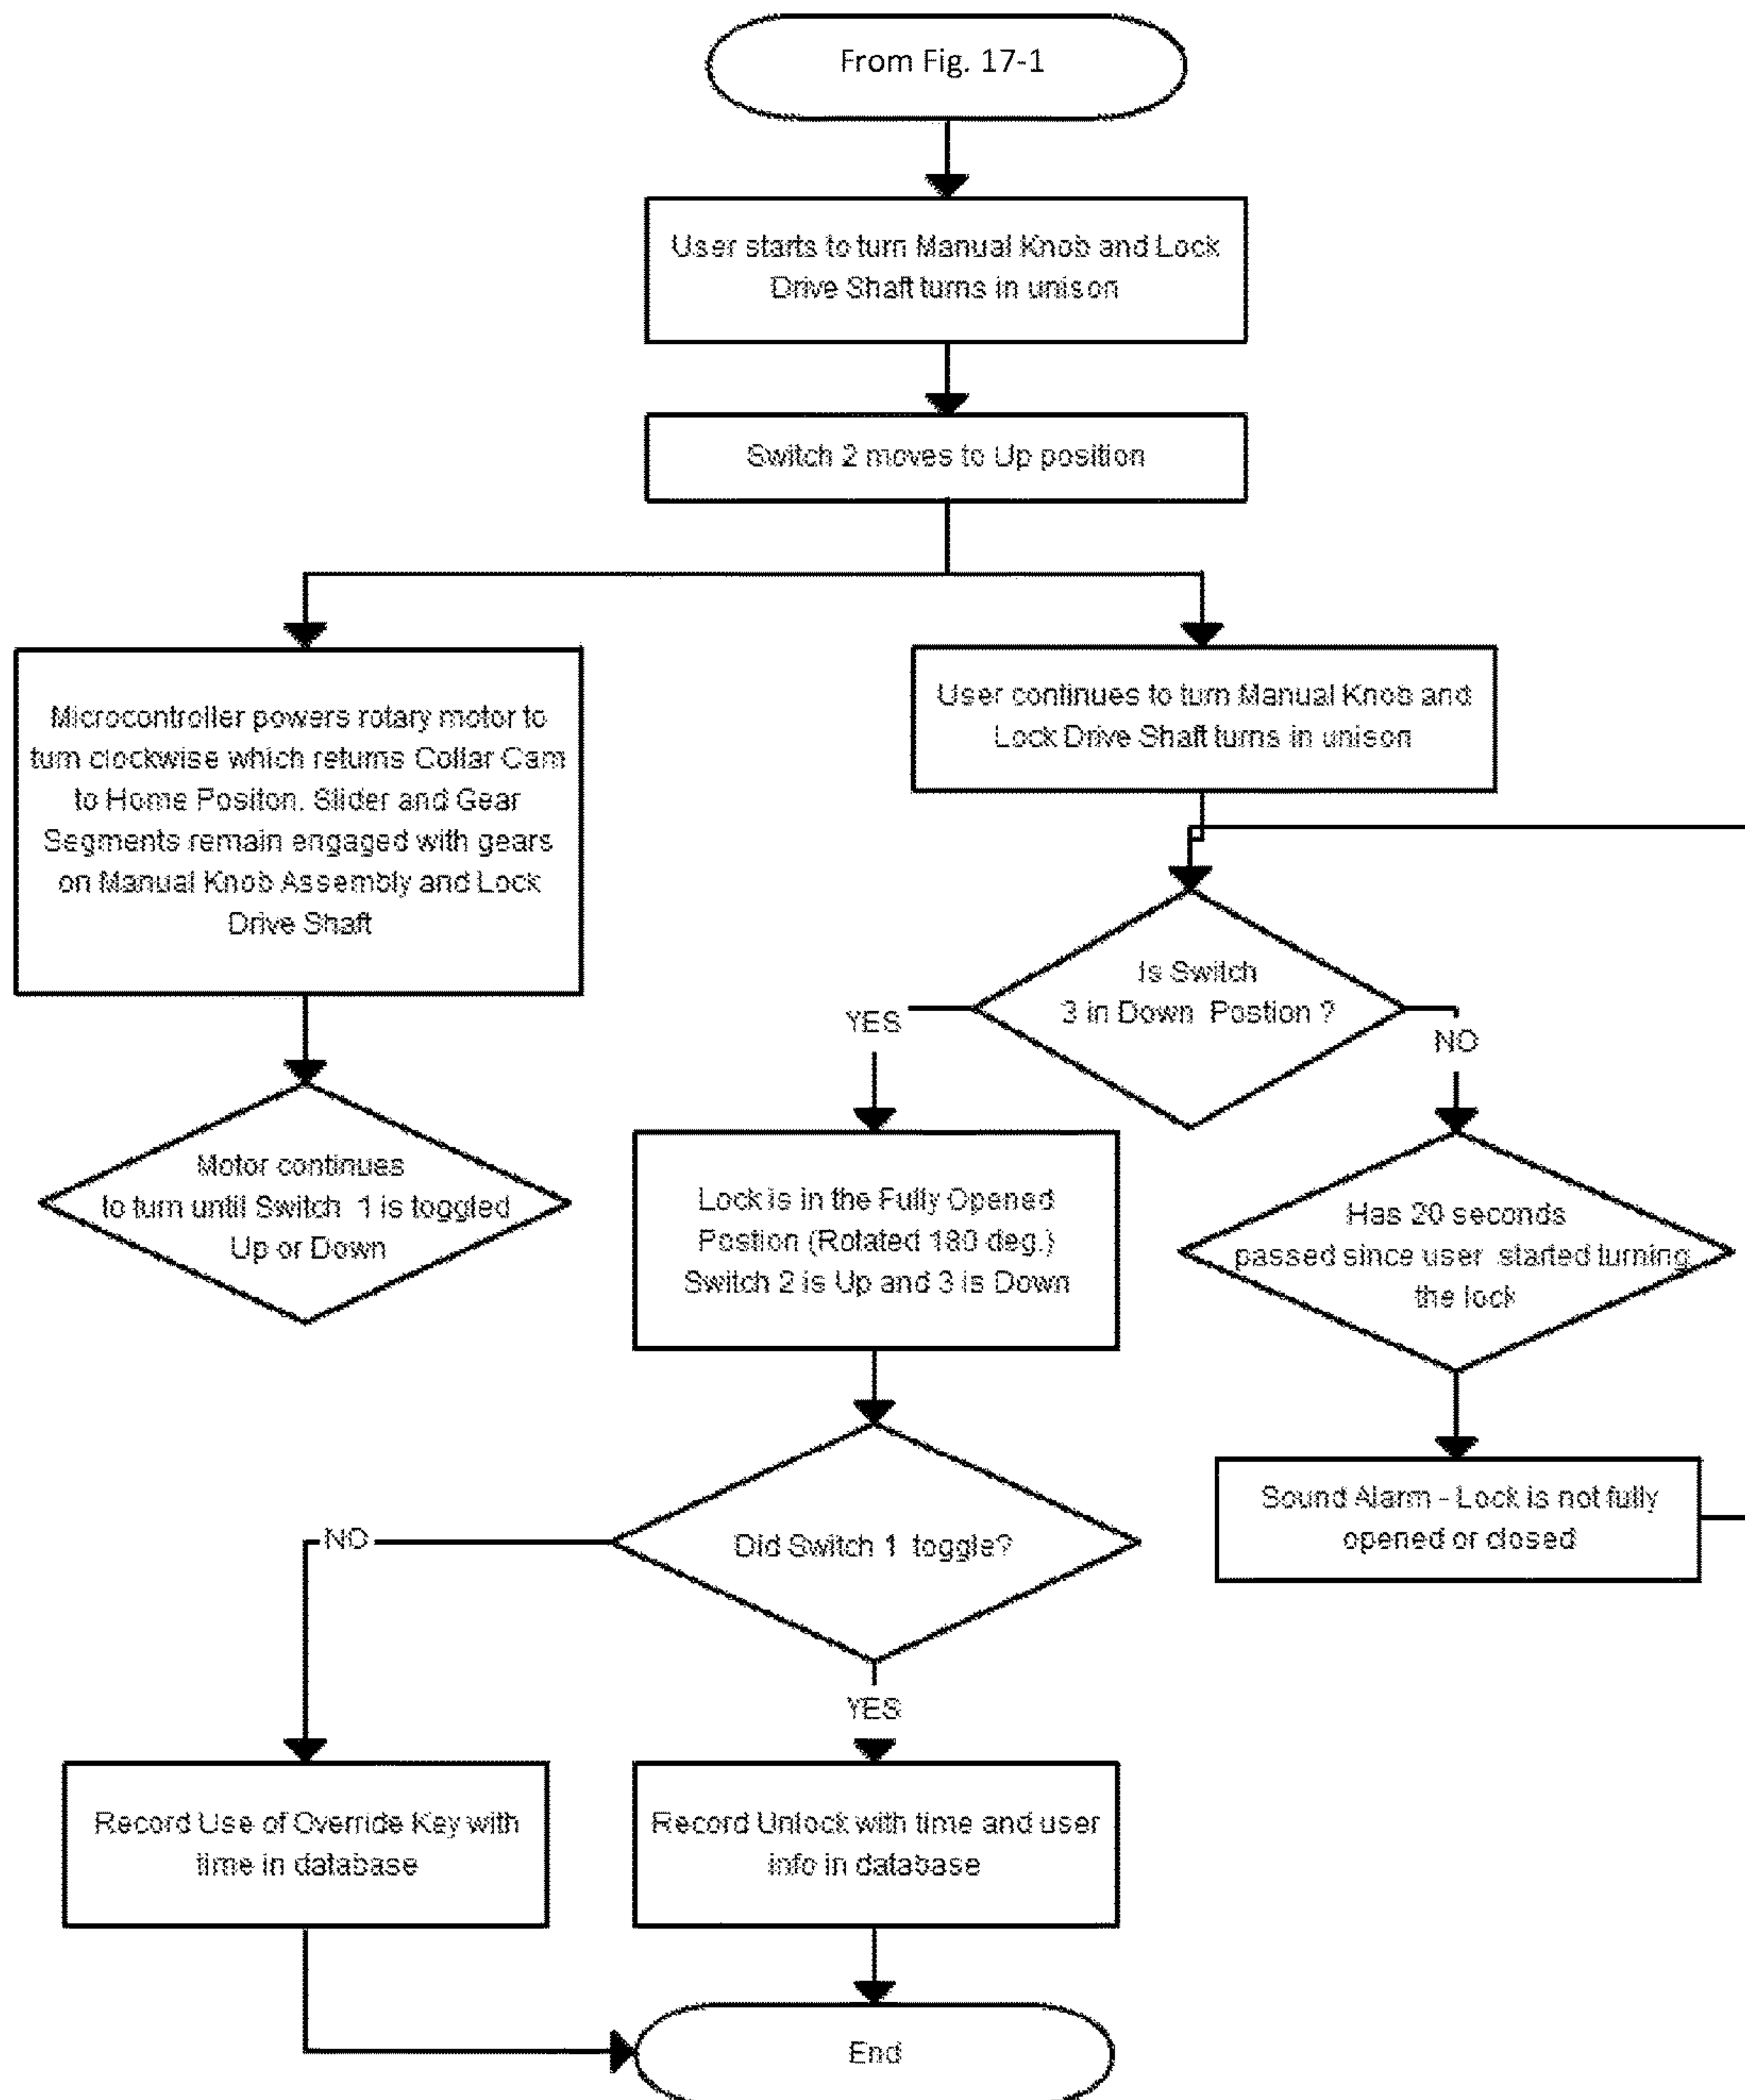 From Fig. 17-1
User starts to turn Manual Knob and Lock
Drive Shaft turns in unison
Switch 2 moves to Up position
Microcontroller powers rotary motor to
turn clockwise which returns Collar Cam
to Home Positon. Slider and Gear
Segments remain engaged with gears
on Manual Knob Assembly and Lock
Drive Shaft
User continues to turn Manual Knob and
Lock Drive Shaft turns in unison
Is Switch
3 in Down Postion ?
YES
NO
Motor continues
to turn until Switch 1 is toggled
Up or Down
Lock is in the Fully Opened
Postion (Rotated 180 deg.)
Switch 2 is Up and 3 is Down
Has 20 seconds
passed since user started turning
the lock
Sound Alarm - Lock is not fully
opened or closed
Did Switch 1 toggle?
NO
YES
Record Use of Override Key with
time in database
Record Unlock with time and user
info in database
End